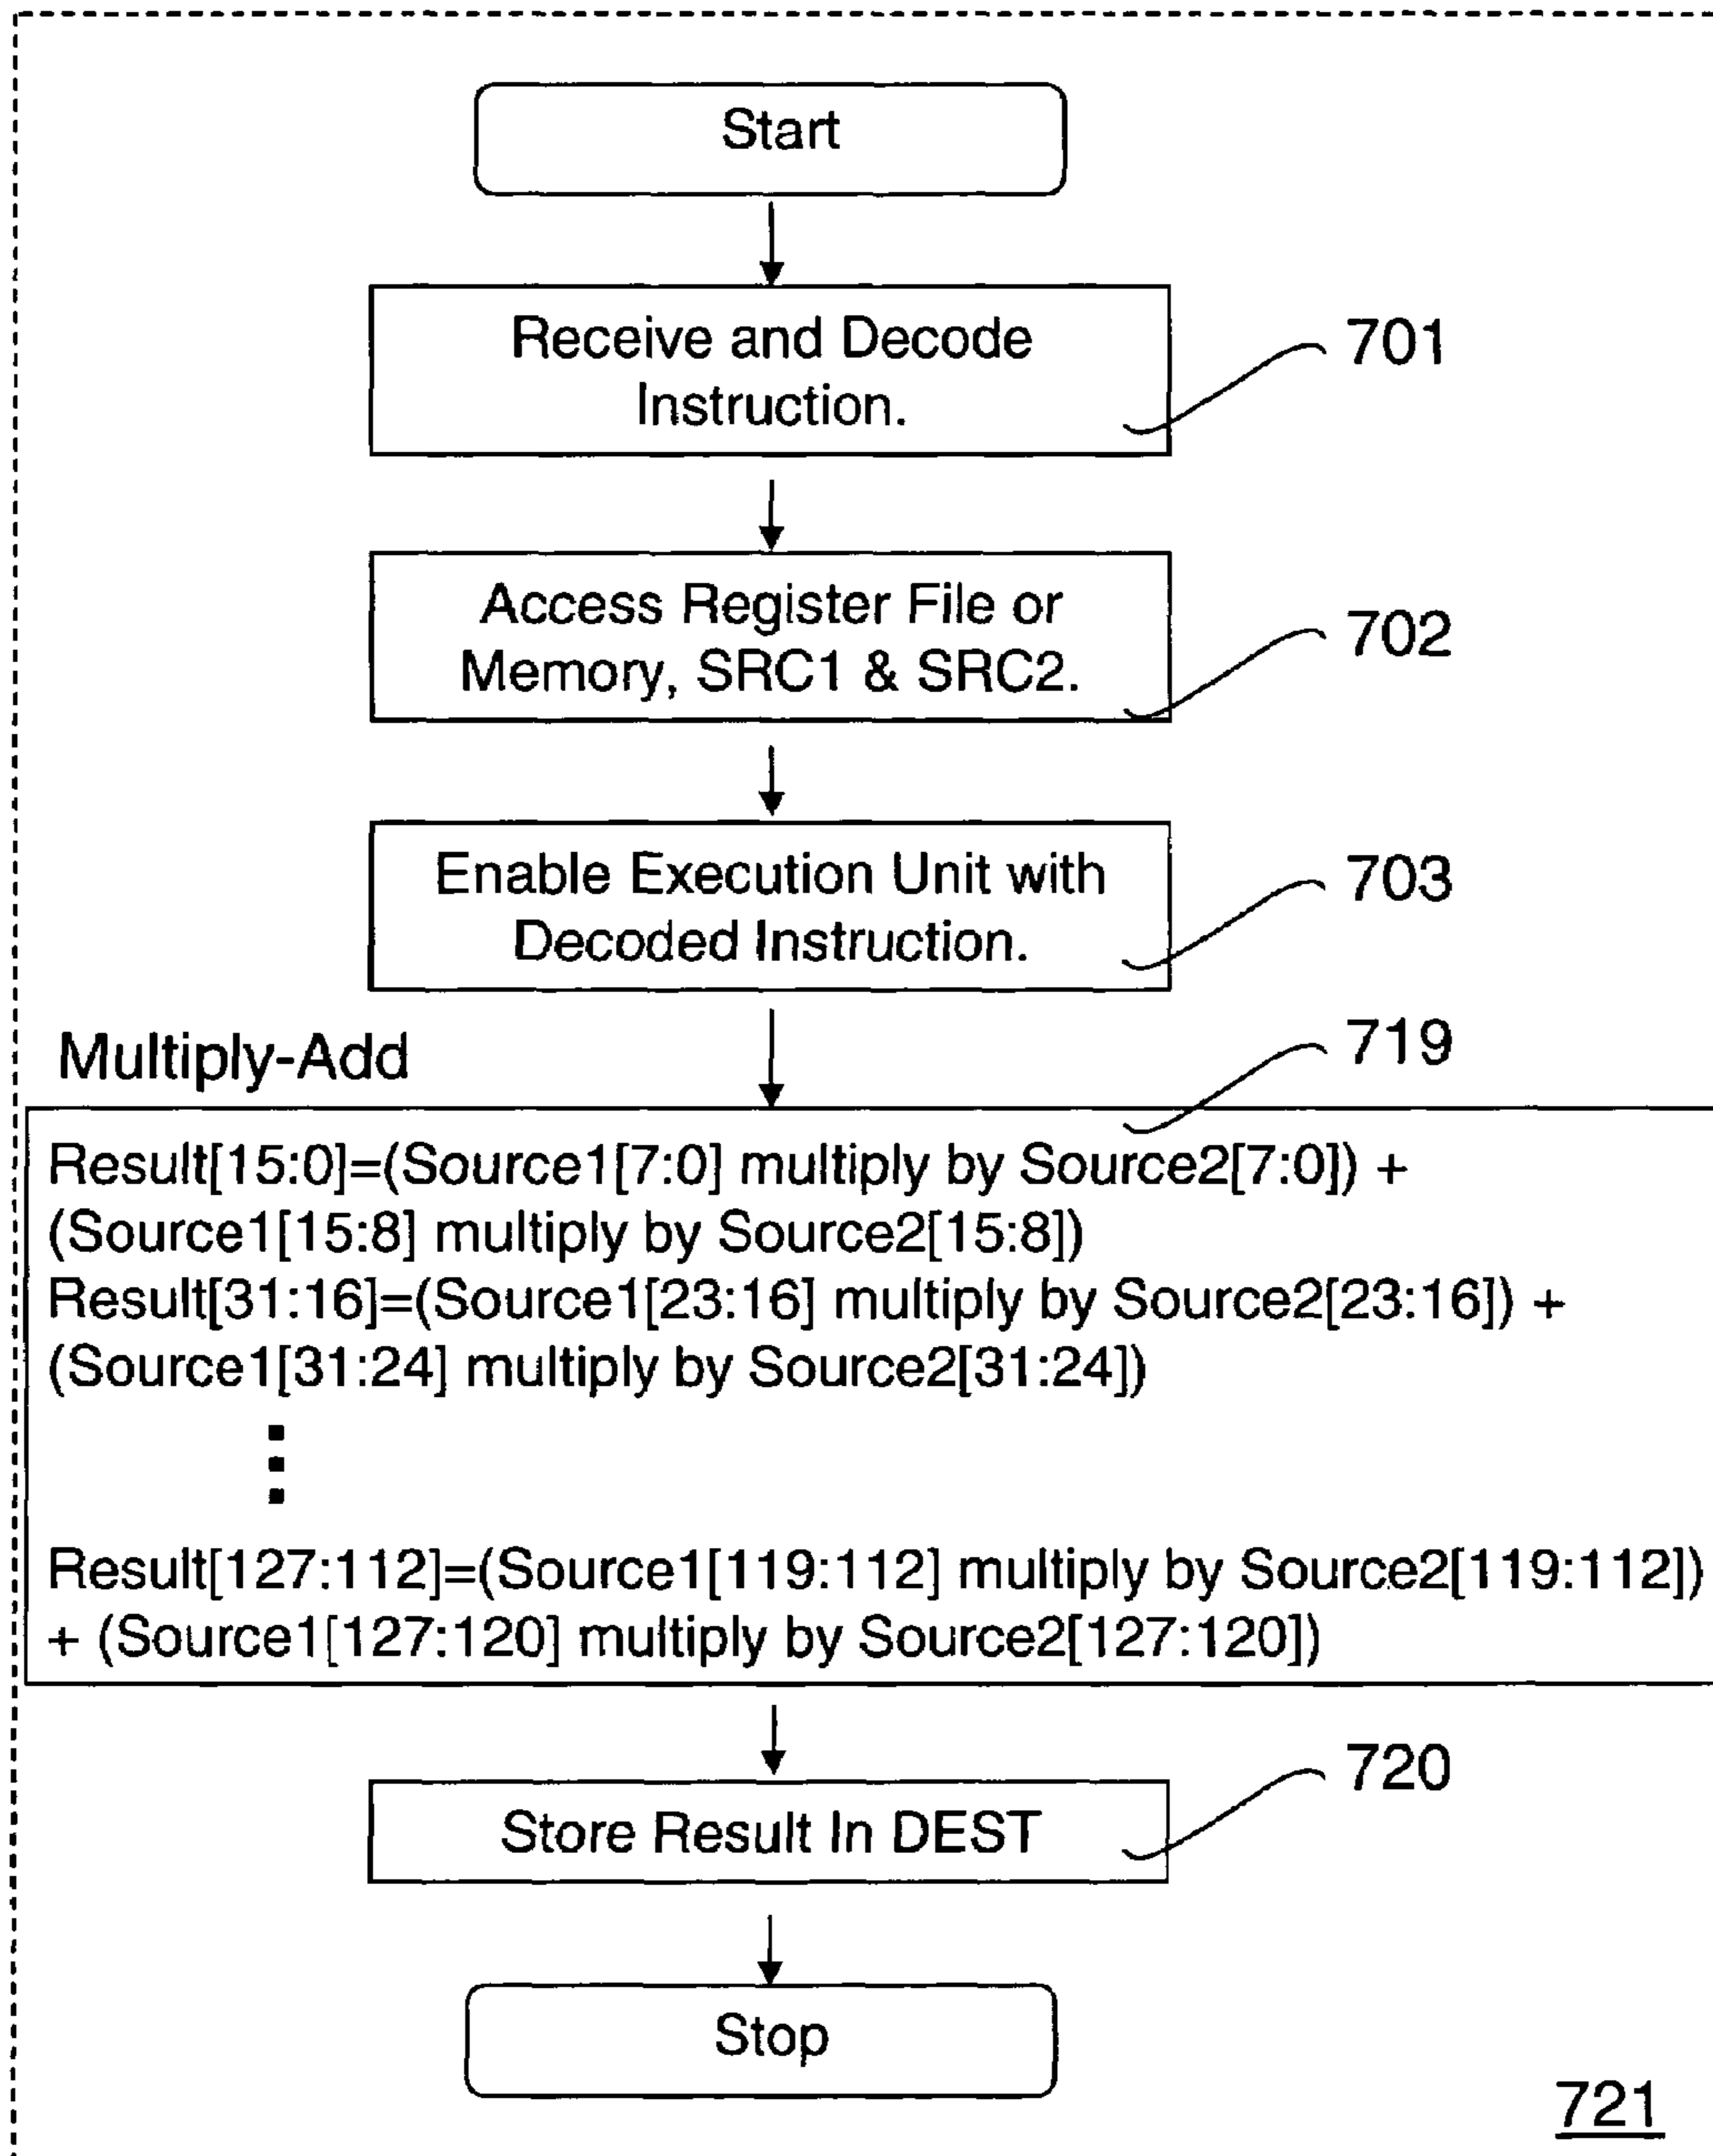 Start
Receive and Decode
Instruction.
701
Access Register File or
Memory, SRC1 & SRC2.
702
Enable Execution Unit with
Decoded Instruction.
703
Multiply-Add
719
Result[15:0]=(Source1[7:0] multiply by Source2[7:0]) +
(Source1[15:8] multiply by Source2[15:8])
Result[31:16]=(Source1[23:16] multiply by Source2[23:16]) +
(Source1[31:24] multiply by Source2[31:24])
Result[127:112]=(Source1[119:112] multiply by Source2[119:112])
+ (Source1[127:120] multiply by Source2[127:120])
720
Store Result In DEST
Stop
721